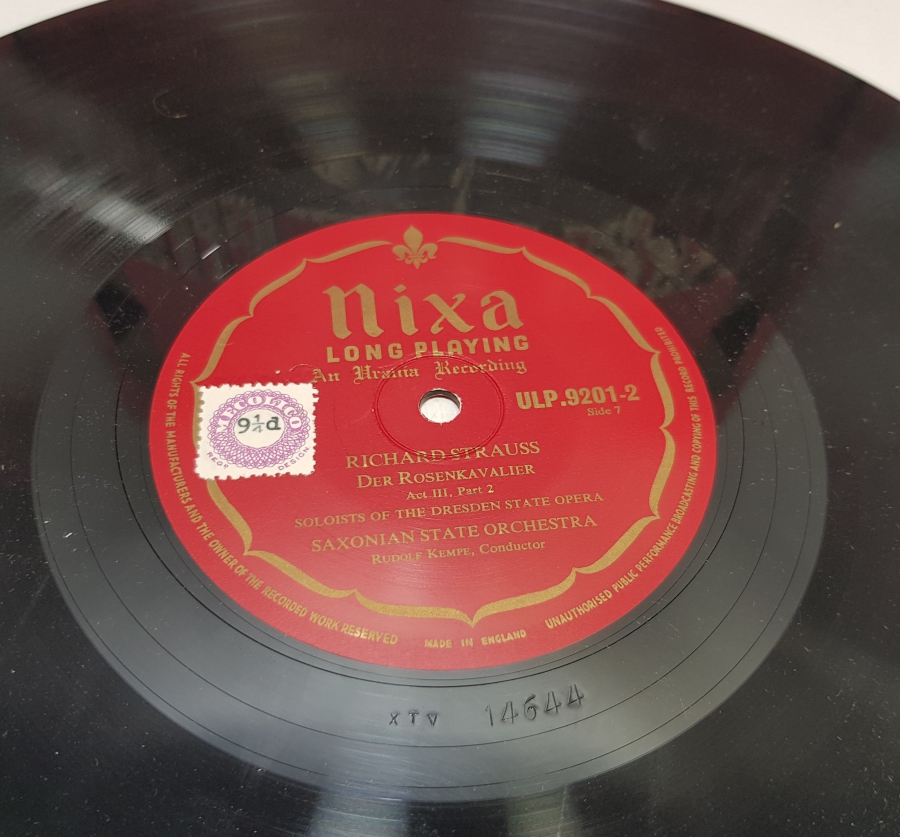 Nixa
LONG PLAYING
An Urania Recording
ULP.9201-2
Side 7
MECOLICO
9¼d
REGD DESIGN
RICHARD STRAUSS
DER ROSENKAVALIER
Act III, Part 2
SOLOISTS OF THE DRESDEN STATE OPERA
SAXONIAN STATE ORCHESTRA
RUDOLF KEMPE, Conductor
ALL RIGHTS OF THE MANUFACTURERS AND THE OWNER OF THE RECORDED WORK RESERVED
MADE IN ENGLAND
UNAUTHORISED PUBLIC PERFORMANCE BROADCASTING AND COPYING OF THIS RECORD PROHIBITED
XTV 14644